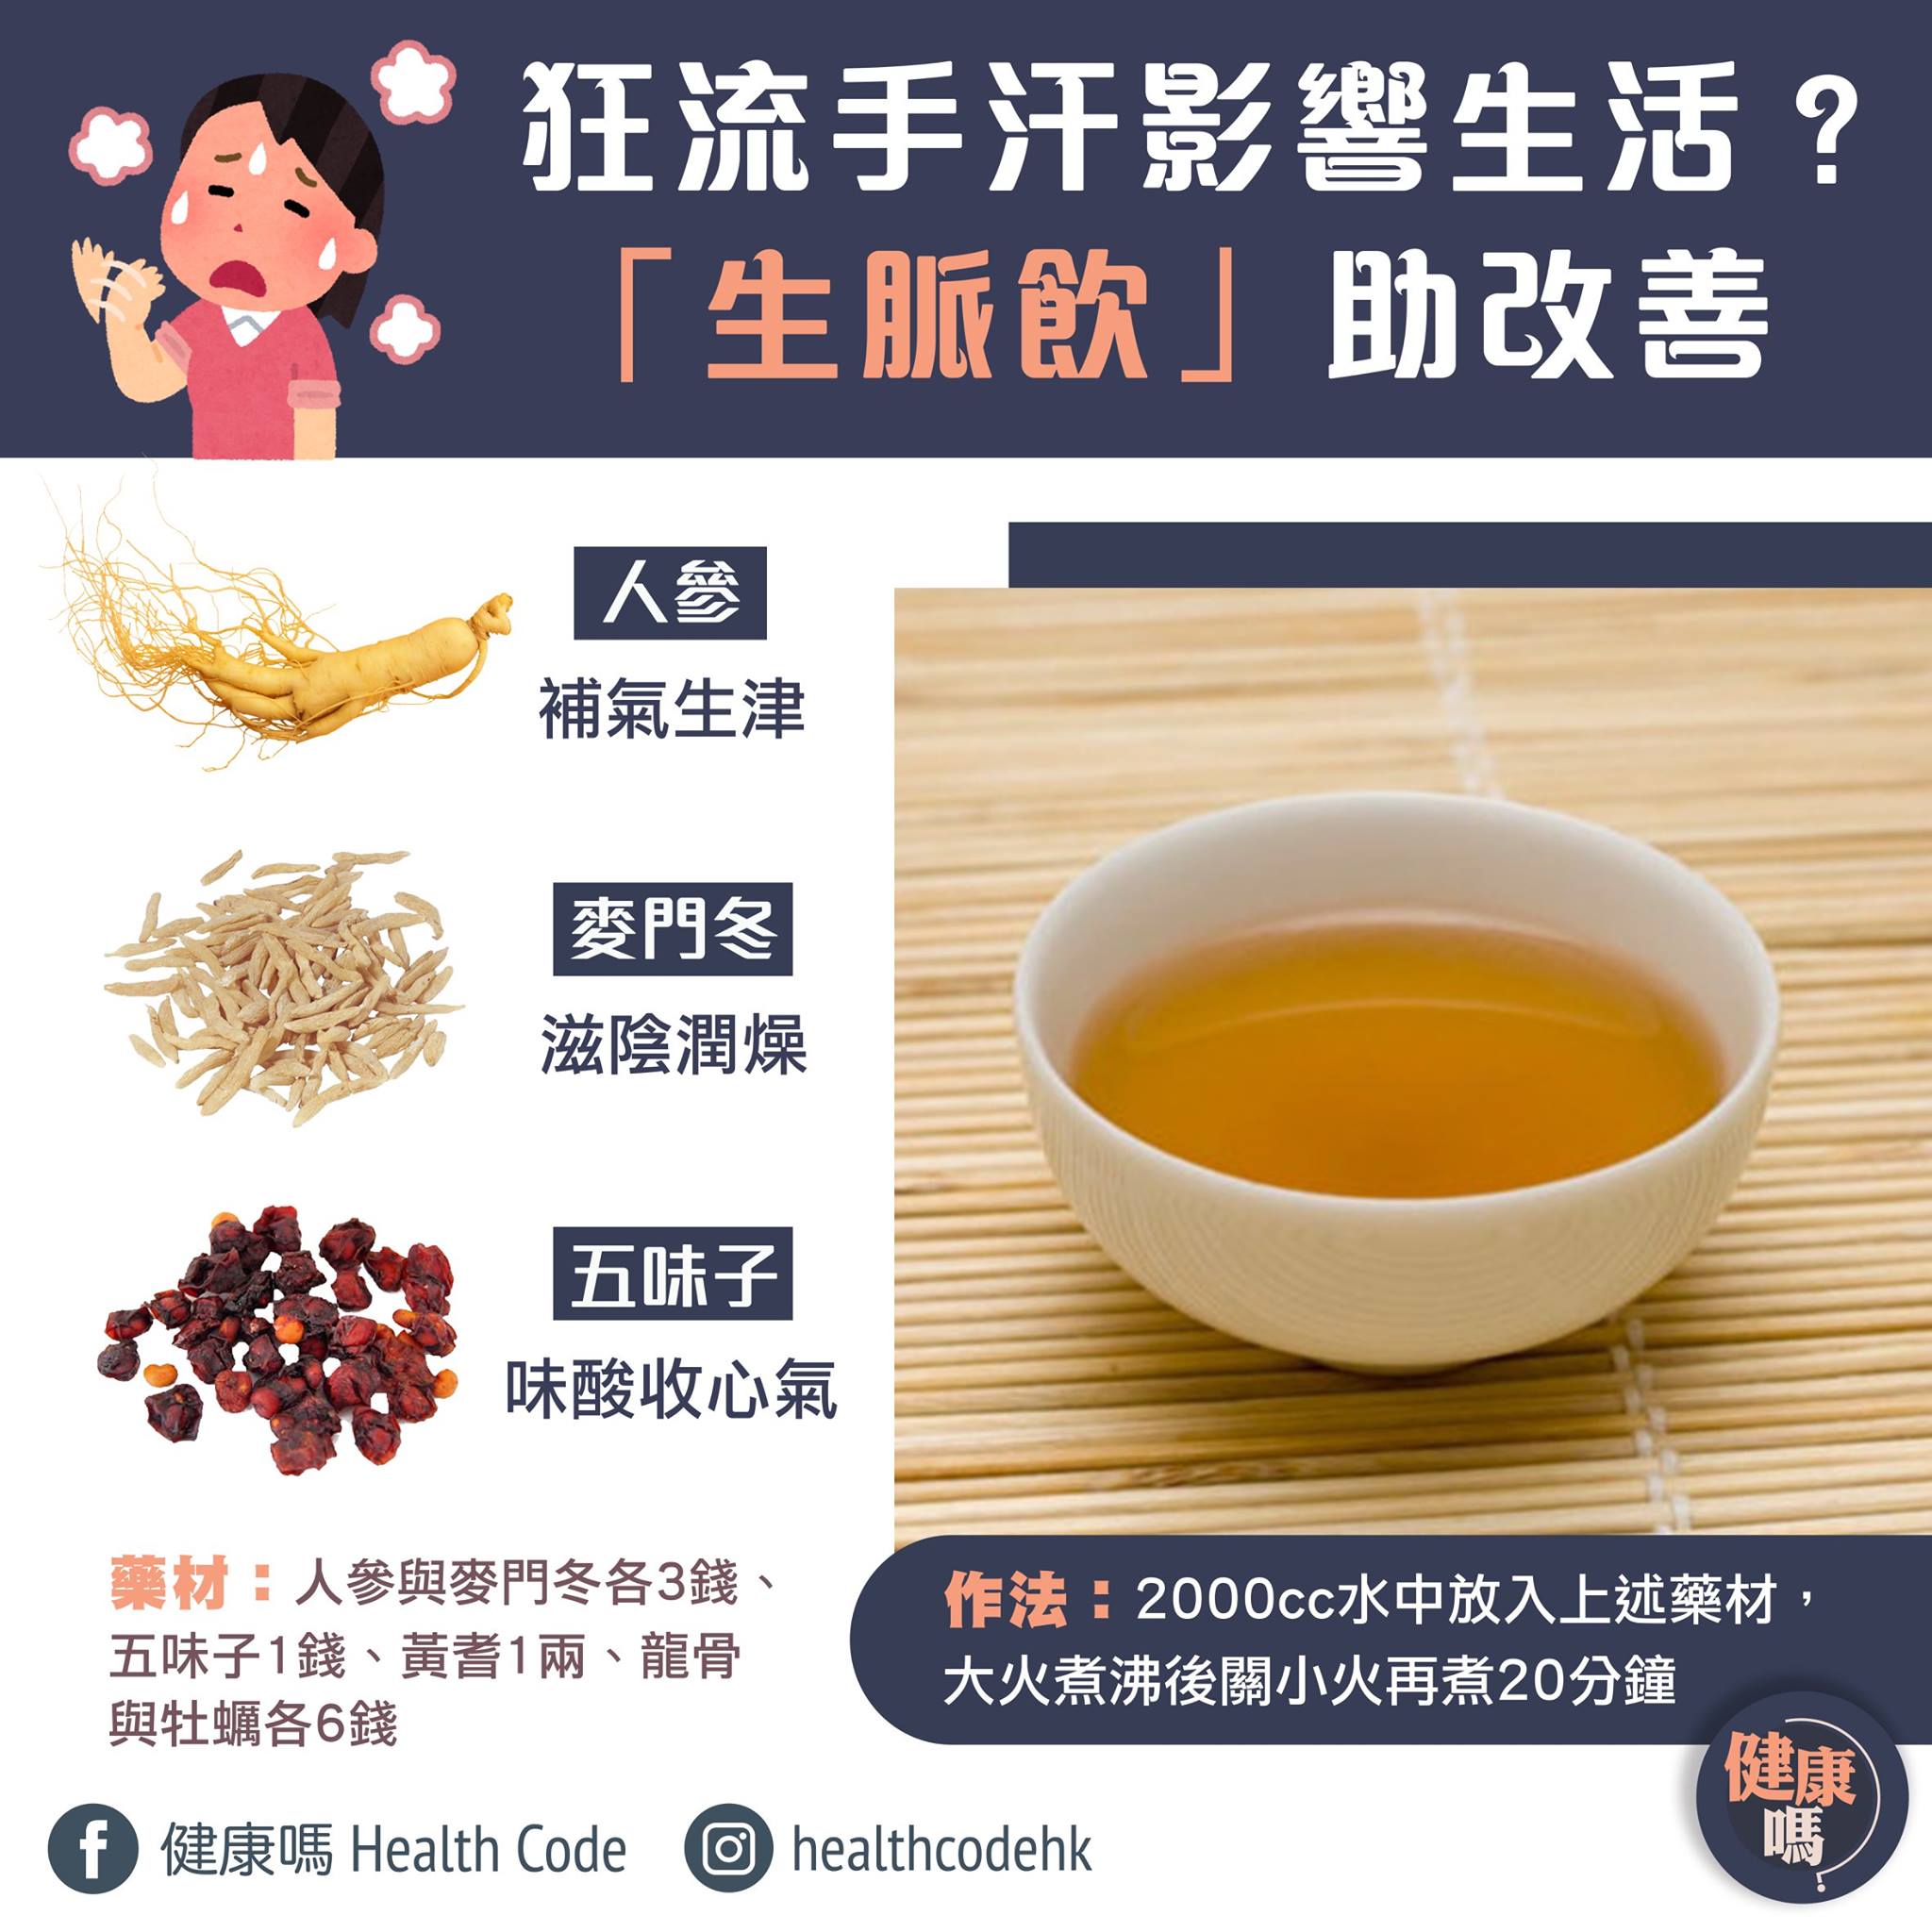 狂流手汗影響生活？
「生脈飲」助改善
人參
補氣生津
麥門冬
滋陰潤燥
五味子
味酸收心氣
藥材：人參與麥門冬各3錢、
五味子1錢、黃耆1兩、龍骨
與牡蠣各6錢
作法：2000cc水中放入上述藥材，
大火煮沸後關小火再煮20分鐘
健康嗎 Health Code
healthcodehk
健康
嗎